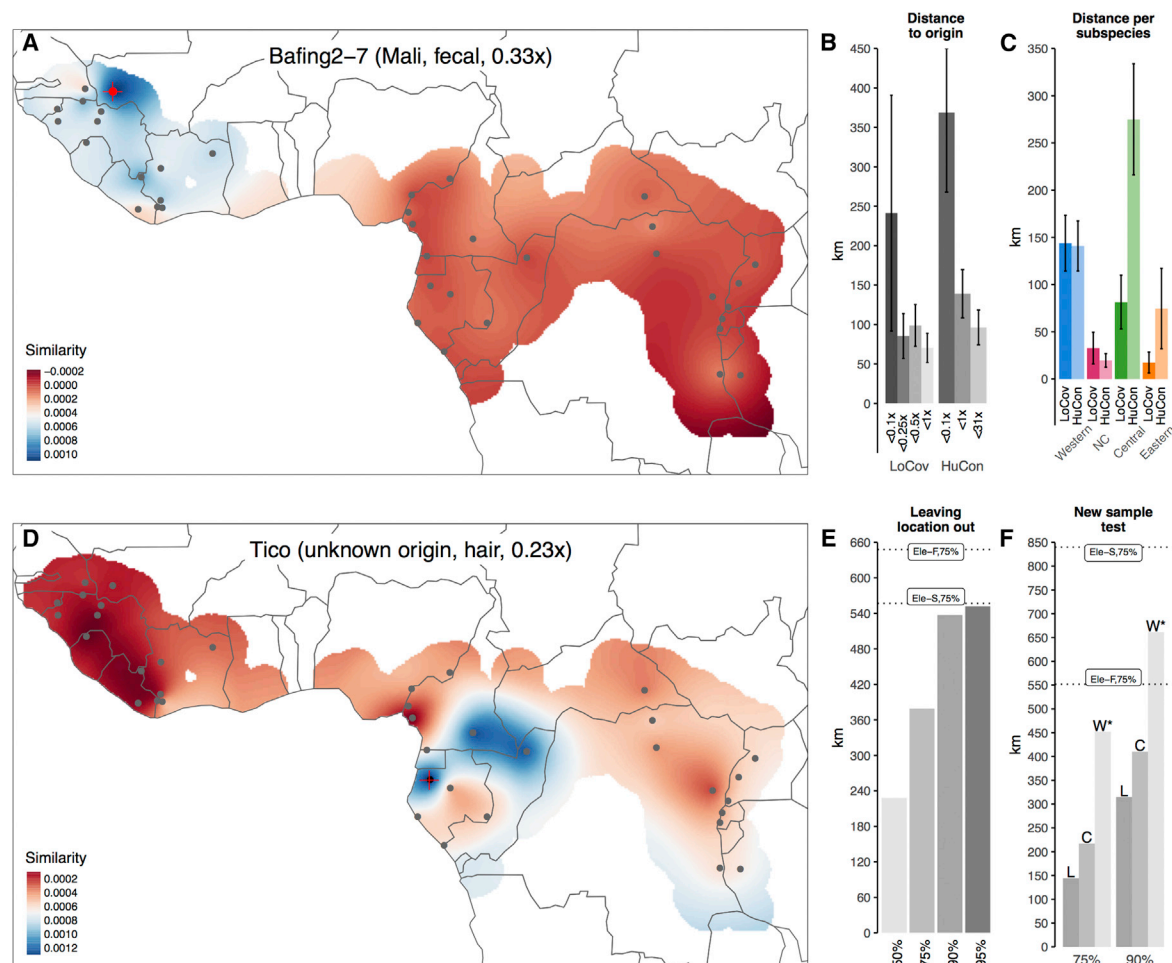 A
Bafing2−7 (Mali, fecal, 0.33x)
Similarity
−0.0002
0.0000
0.0002
0.0004
0.0006
0.0008
0.0010
B
Distance
to origin
450
400
350
300
250
200
150
100
50
0
km
<0.1x
<0.25x
<0.5x
<1x
<0.1x
<1x
<31x
LoCov
HuCon
C
Distance per
subspecies
350
300
250
200
150
100
50
0
km
LoCov
HuCon
LoCov
HuCon
LoCov
HuCon
LoCov
HuCon
Western
NC
Central
Eastern
D
Tico (unknown origin, hair, 0.23x)
Similarity
0.0002
0.0004
0.0006
0.0008
0.0010
0.0012
E
Leaving
location out
660
600
540
480
420
360
300
240
180
120
60
0
km
Ele−F,75%
Ele−S,75%
75%
F
New sample
test
850
800
750
700
650
600
550
500
450
400
350
300
250
200
150
100
50
0
km
Ele−S,75%
Ele−F,75%
L
C
W*
L
C
W*
75%
90%